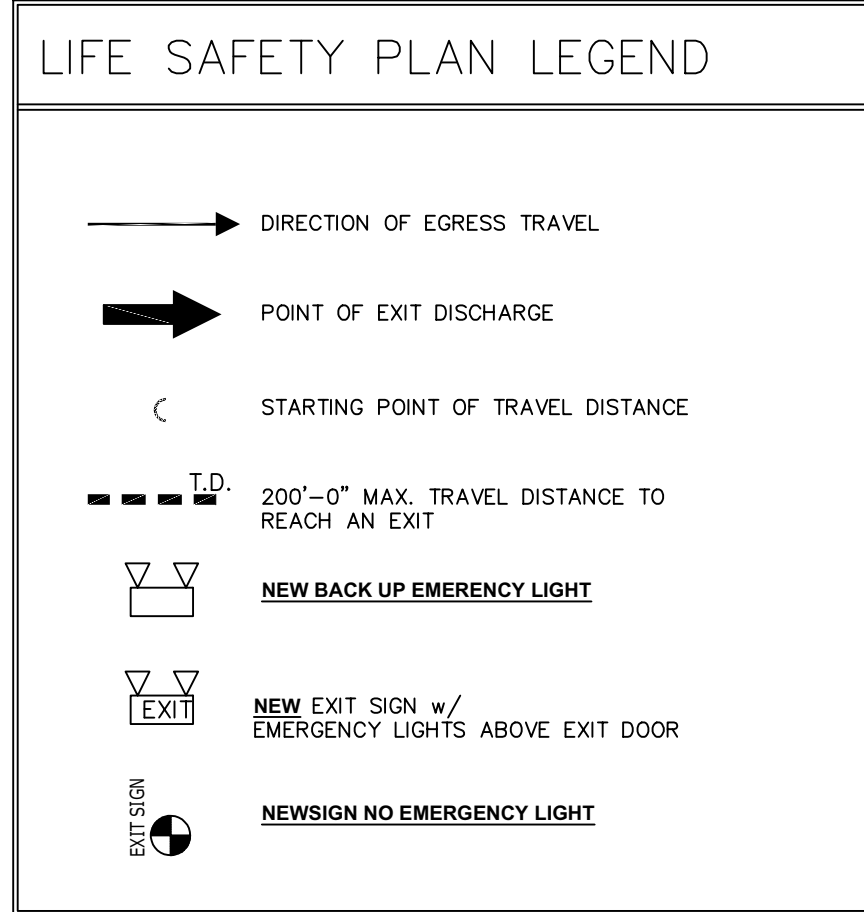 LIFE SAFETY PLAN LEGEND
DIRECTION OF EGRESS TRAVEL
POINT OF EXIT DISCHARGE
STARTING POINT OF TRAVEL DISTANCE
T.D.
200'-0" MAX. TRAVEL DISTANCE TO
REACH AN EXIT
NEW BACK UP EMERENCY LIGHT
EXIT
NEW EXIT SIGN w/
EMERGENCY LIGHTS ABOVE EXIT DOOR
EXIT SIGN
NEWSIGN NO EMERGENCY LIGHT